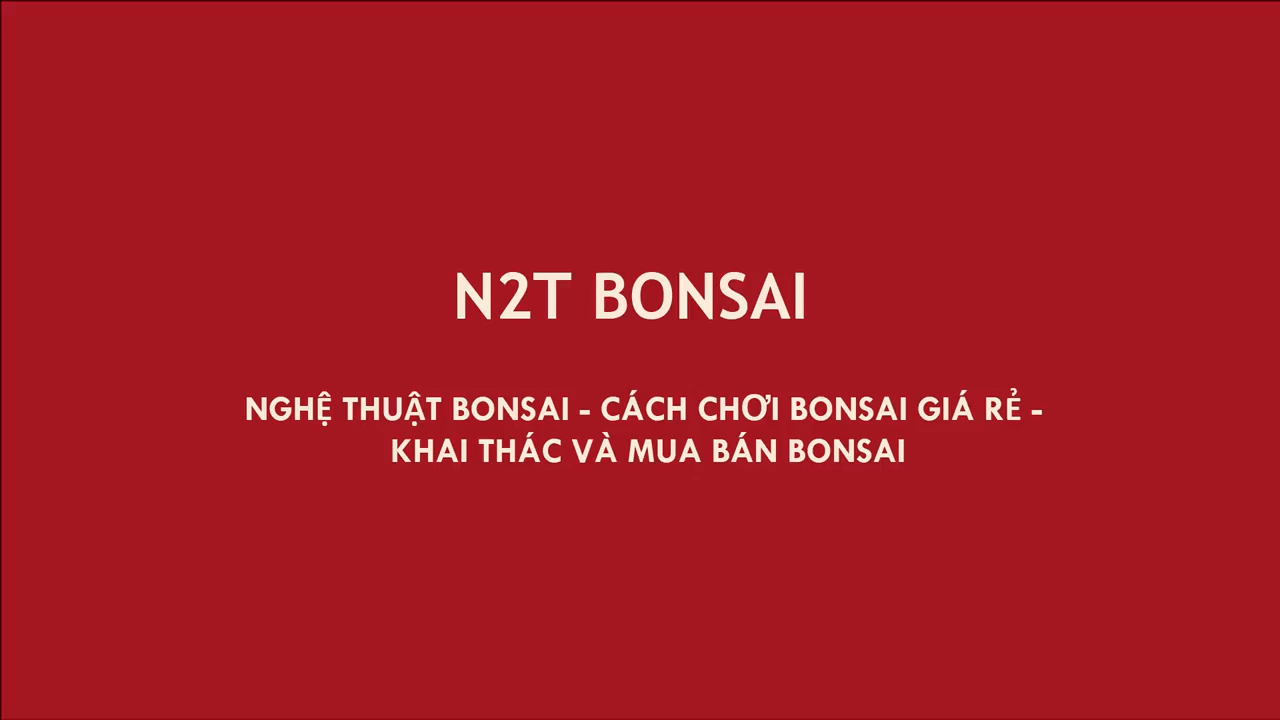 N2T BONSAI
NGHỆ THUẬT BONSAI - CÁCH CHƠI BONSAI GIÁ RẺ -
KHAI THÁC VÀ MUA BÁN BONSAI